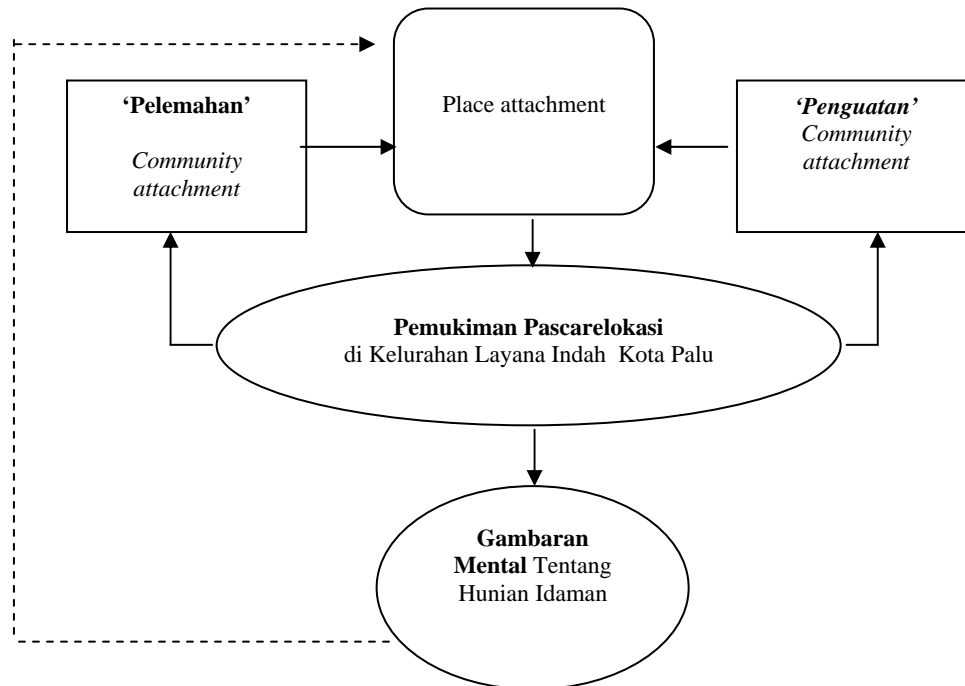 Place attachment
‘Pelemahan’
Community
attachment
‘Penguatan’
Community
attachment
Pemukiman Pascarelokasi
di Kelurahan Layana Indah  Kota Palu
Gambaran
Mental Tentang
Hunian Idaman